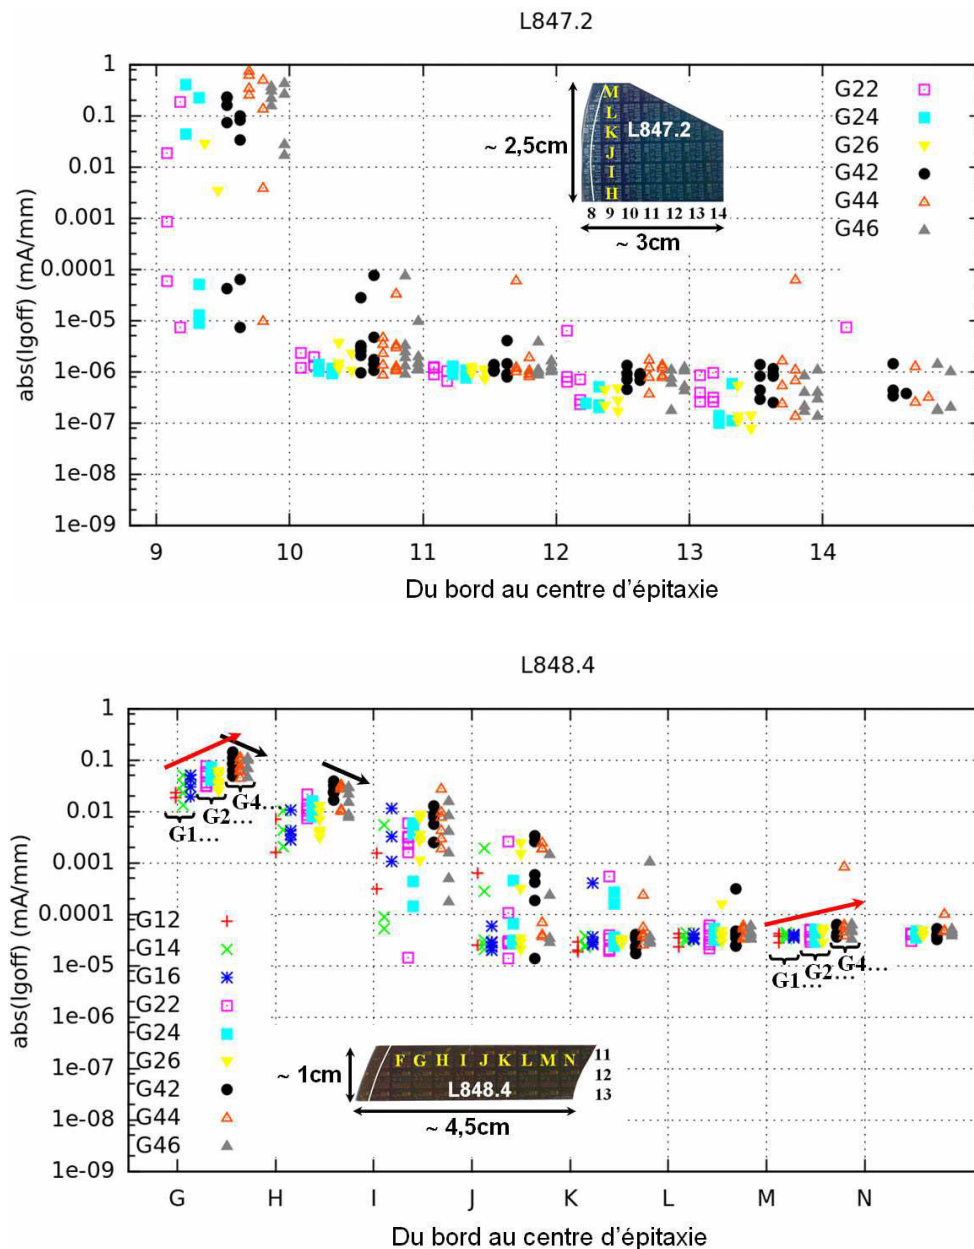 L847.2
1
0.1
0.01
0.001
0.0001
1e-05
1e-06
1e-07
1e-08
1e-09
abs(Igoff) (mA/mm)
9 10 11 12 13 14
Du bord au centre d'épitaxie
G22
G24
G26
G42
G44
G46
~ 2,5cm
M
L
K
J
I
H
L847.2
8 9 10 11 12 13 14
~ 3cm
L848.4
1
0.1
0.01
0.001
0.0001
1e-05
1e-06
1e-07
1e-08
1e-09
abs(Igoff) (mA/mm)
G H I J K L M N
Du bord au centre d'épitaxie
G1...
G2...
G4...
G1...
G2...
G4...
G12
G14
G16
G22
G24
G26
G42
G44
G46
~ 1cm
F G H I J K L M N
L848.4
11
12
13
~ 4,5cm